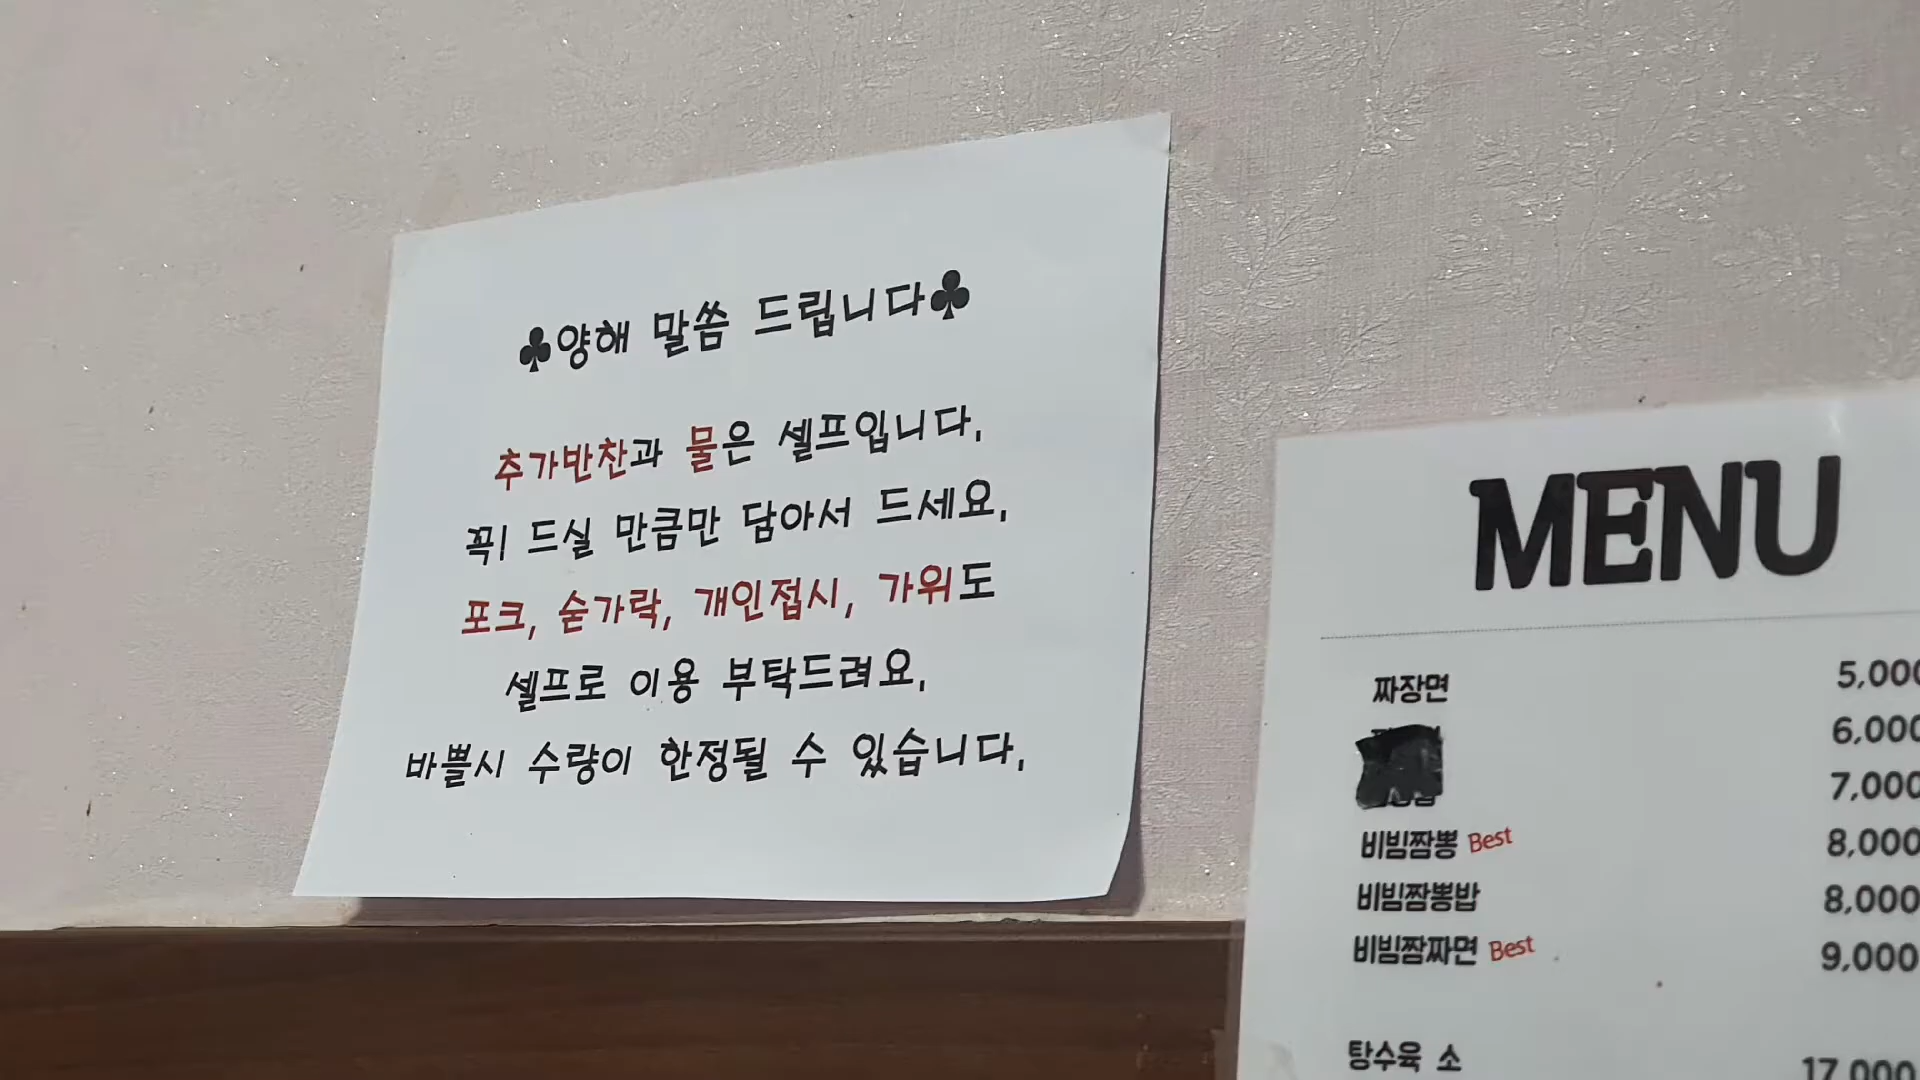 ♣양해 말씀 드립니다♣
추가반찬과 물은 셀프입니다.
꼭! 드실 만큼만 담아서 드세요.
포크, 숟가락, 개인접시, 가위도
셀프로 이용 부탁드려요.
바쁠시 수량이 한정될 수 있습니다.
MENU
짜장면 5,000
6,000
7,000
비빔짬뽕 Best 8,000
비빔짬뽕밥 8,000
비빔짬짜면 Best 9,000
탕수육 소 17,000